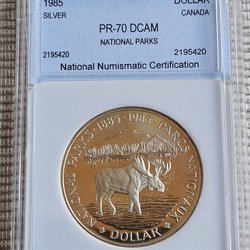 1985 DOLLAR
SILVER CANADA
PR-70 DCAM
NATIONAL PARKS
2195420 2195420
National Numismatic Certification
NATIONAL PARKS · 1885 · 1985 · PARCS NATIONAUX
DOLLAR